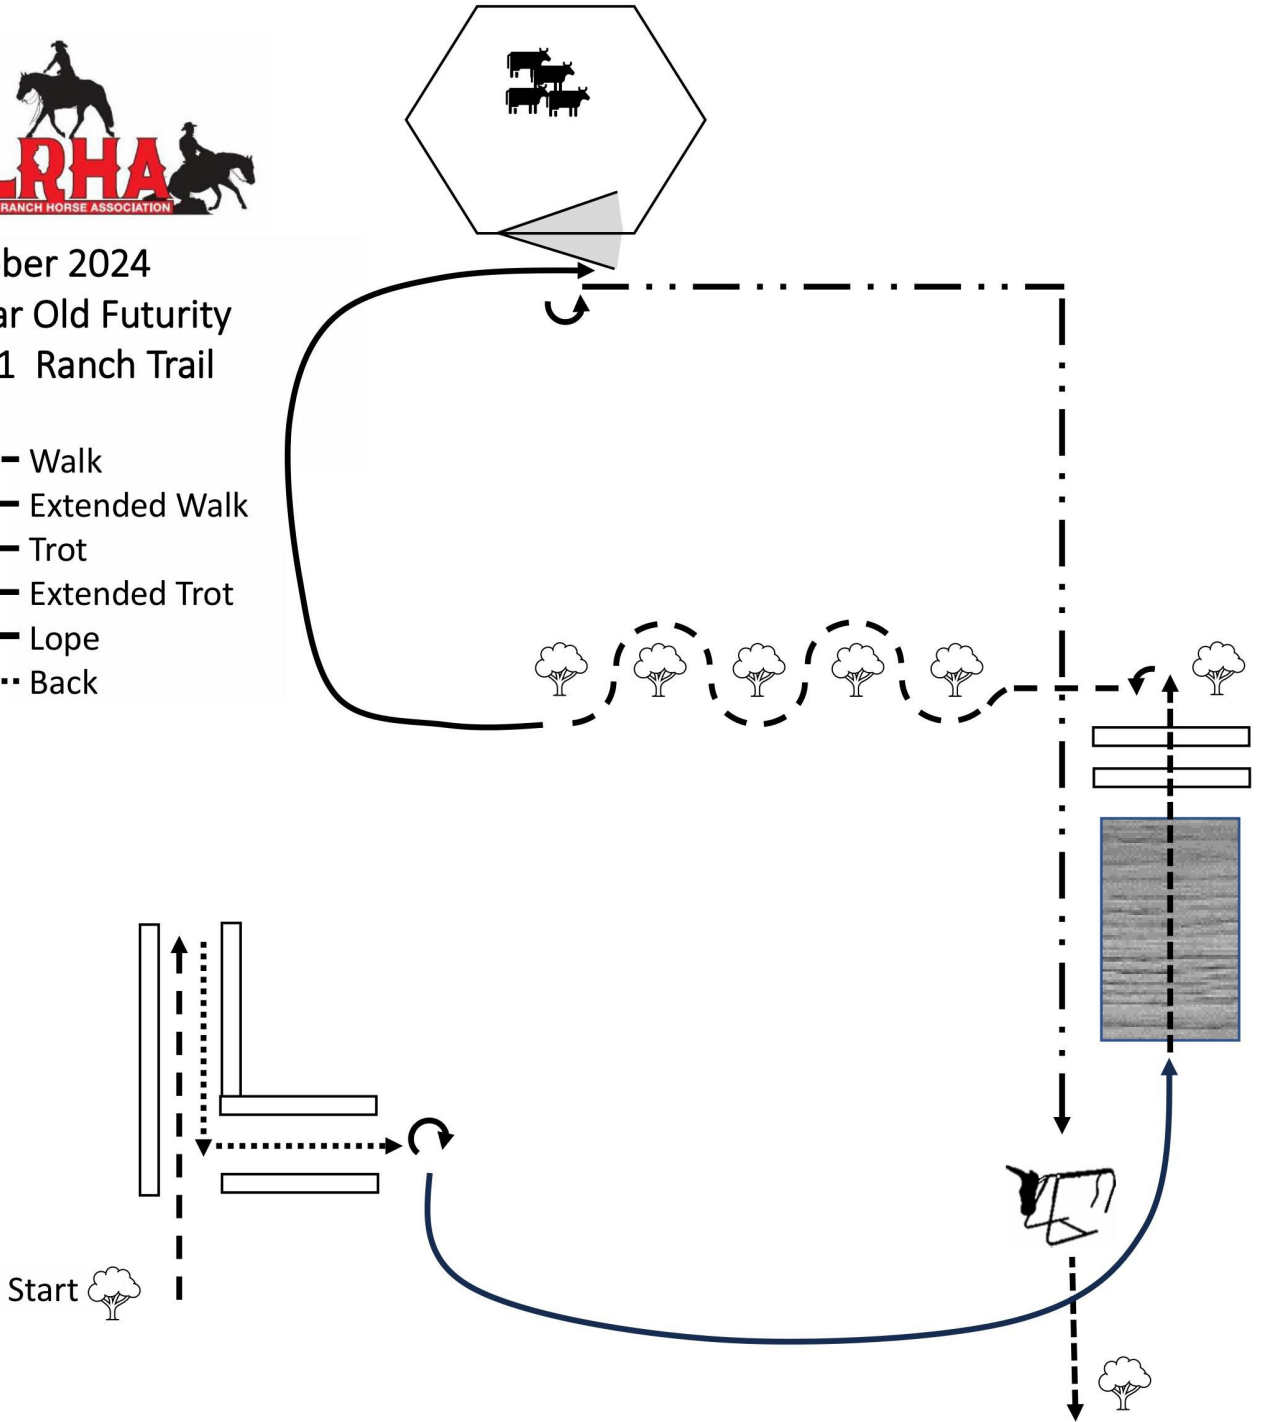 LRHA
RANCH HORSE ASSOCIATION
ber 2024
ar Old Futurity
1 Ranch Trail
Walk
Extended Walk
Trot
Extended Trot
Lope
Back
Start